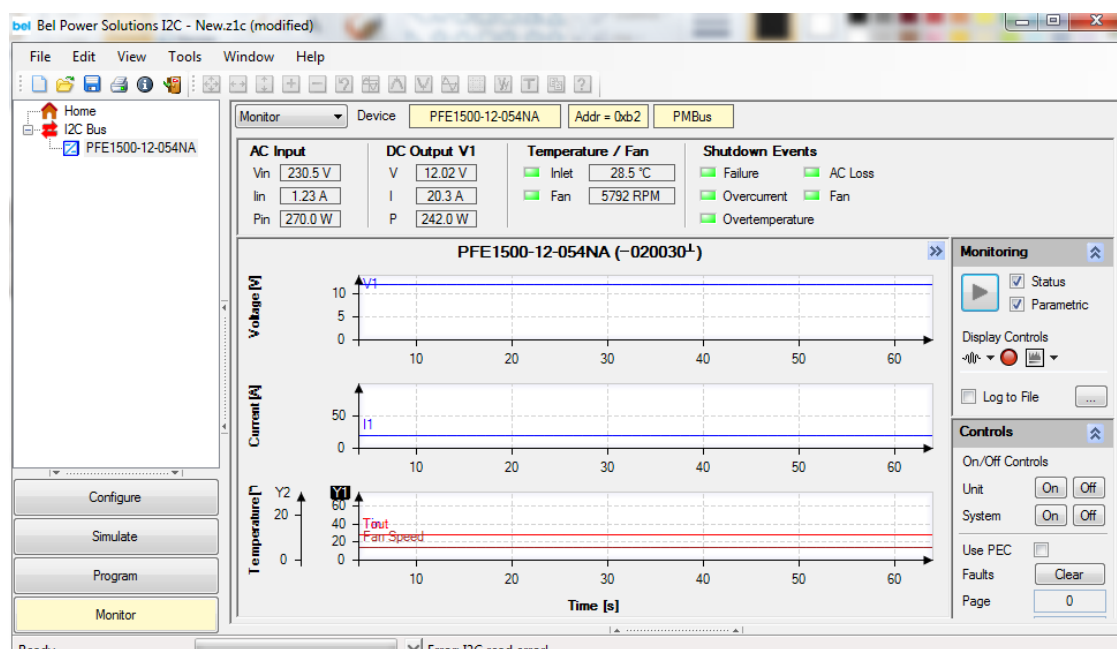 bel Bel Power Solutions I2C - New.z1c (modified)
File Edit View Tools Window Help
Home
I2C Bus
PFE1500-12-054NA
Configure
Simulate
Program
Monitor
Monitor Device PFE1500-12-054NA Addr = 0xb2 PMBus
AC Input DC Output V1 Temperature / Fan Shutdown Events
Vin 230.5 V V 12.02 V Inlet 28.5 °C Failure AC Loss
Iin 1.23 A I 20.3 A Fan 5792 RPM Overcurrent Fan
Pin 270.0 W P 242.0 W Overtemperature
PFE1500-12-054NA (
Voltage [V]
10
5
0
V1
10 20 30 40 50 60
Current [A]
50
0
I1
10 20 30 40 50 60
Temperature [
Y2
20
0
Y1
60
40
20
0
Fan Speed
10 20 30 40 50 60
Time [s]
Monitoring
Status
Parametric
Display Controls
Log to File ...
Controls
On/Off Controls
Unit On Off
System On Off
Use PEC
Faults Clear
Page 0
Ready Error: I2C read error!